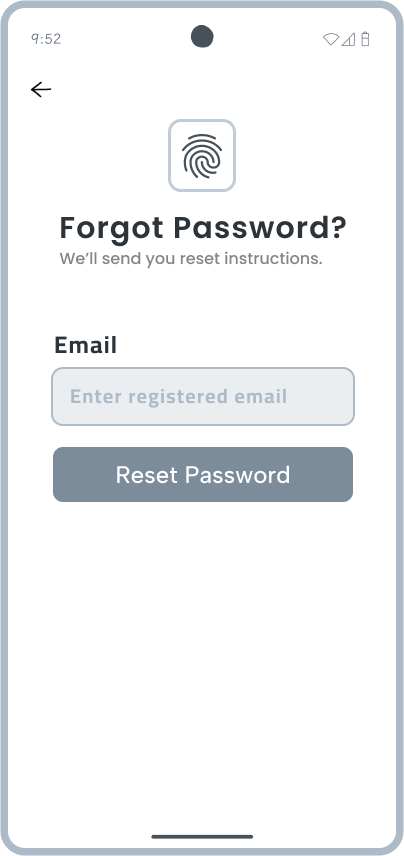 9:52
Forgot Password?
We’ll send you reset instructions.
Email
Enter registered email
Reset Password